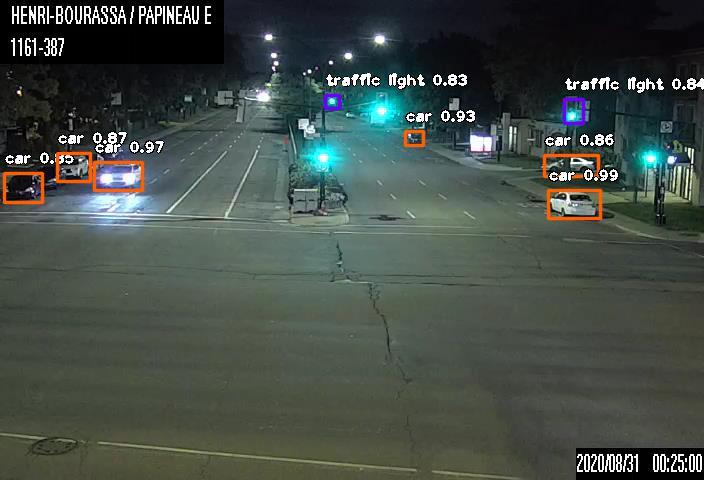 HENRI-BOURASSA / PAPINEAU E
1161-387
traffic light 0.83
traffic light 0.84
car 0.93
car 0.87
car 0.97
car 0.86
car
car 0.99
2020/08/31 00:25:00